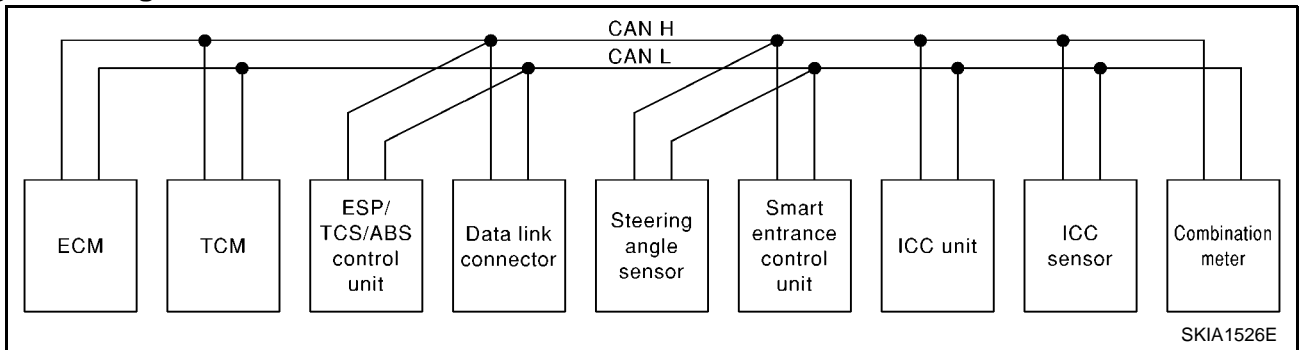 CAN H
CAN L
ECM
TCM
ESP/
TCS/ABS
control
unit
Data link
connector
Steering
angle
sensor
Smart
entrance
control
unit
ICC unit
ICC
sensor
Combination
meter
SKIA1526E